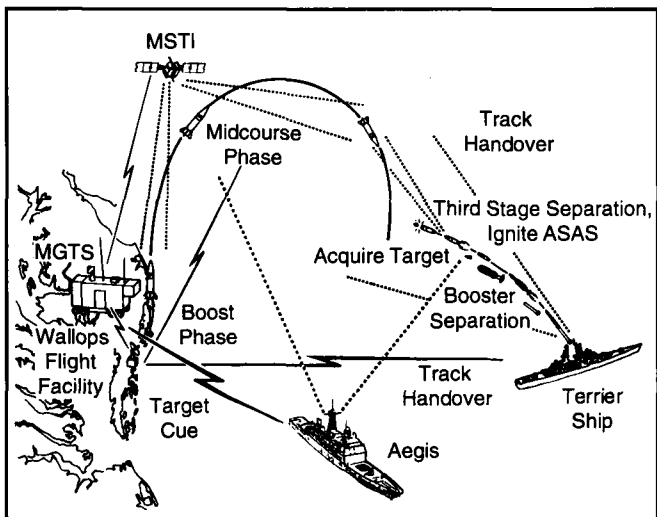 MSTI
Midcourse
Phase
Track
Handover
Third Stage Separation,
Ignite ASAS
MGTS
Acquire Target
Booster
Separation
Boost
Phase
Wallops
Flight
Facility
Track
Handover
Terrier
Ship
Target
Cue
Aegis